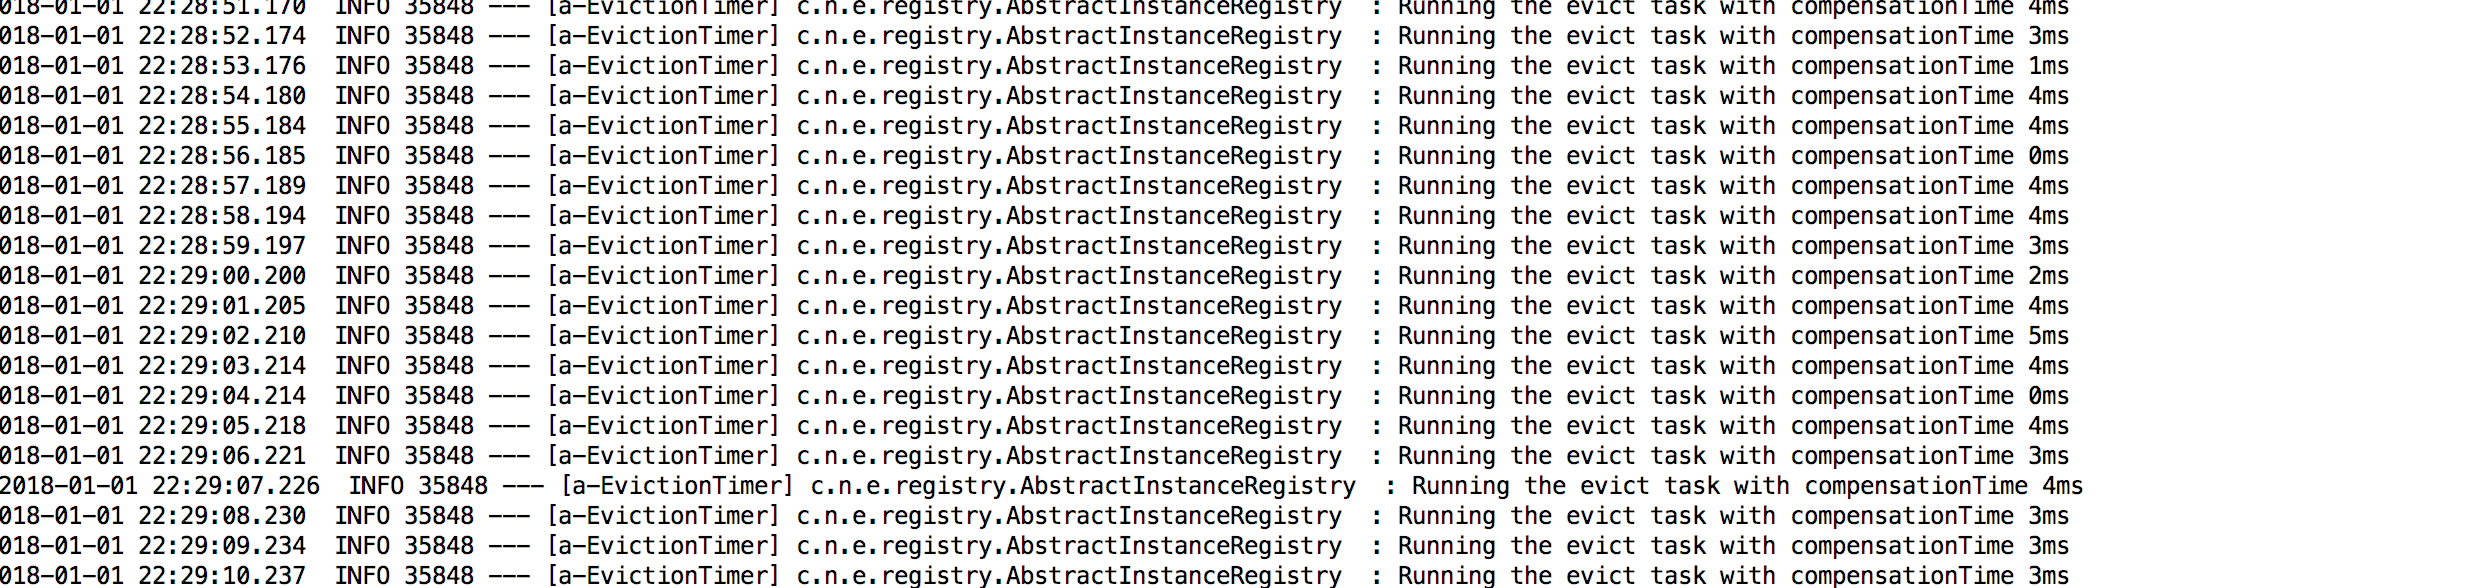 018-01-01 22:28:51.170  INFO 35848 --- [a-EvictionTimer] c.n.e.registry.AbstractInstanceRegistry  : Running the evict task with compensationTime 4ms
018-01-01 22:28:52.174  INFO 35848 --- [a-EvictionTimer] c.n.e.registry.AbstractInstanceRegistry  : Running the evict task with compensationTime 3ms
018-01-01 22:28:53.176  INFO 35848 --- [a-EvictionTimer] c.n.e.registry.AbstractInstanceRegistry  : Running the evict task with compensationTime 1ms
018-01-01 22:28:54.180  INFO 35848 --- [a-EvictionTimer] c.n.e.registry.AbstractInstanceRegistry  : Running the evict task with compensationTime 4ms
018-01-01 22:28:55.184  INFO 35848 --- [a-EvictionTimer] c.n.e.registry.AbstractInstanceRegistry  : Running the evict task with compensationTime 4ms
018-01-01 22:28:56.185  INFO 35848 --- [a-EvictionTimer] c.n.e.registry.AbstractInstanceRegistry  : Running the evict task with compensationTime 0ms
018-01-01 22:28:57.189  INFO 35848 --- [a-EvictionTimer] c.n.e.registry.AbstractInstanceRegistry  : Running the evict task with compensationTime 4ms
018-01-01 22:28:58.194  INFO 35848 --- [a-EvictionTimer] c.n.e.registry.AbstractInstanceRegistry  : Running the evict task with compensationTime 4ms
018-01-01 22:28:59.197  INFO 35848 --- [a-EvictionTimer] c.n.e.registry.AbstractInstanceRegistry  : Running the evict task with compensationTime 3ms
018-01-01 22:29:00.200  INFO 35848 --- [a-EvictionTimer] c.n.e.registry.AbstractInstanceRegistry  : Running the evict task with compensationTime 2ms
018-01-01 22:29:01.205  INFO 35848 --- [a-EvictionTimer] c.n.e.registry.AbstractInstanceRegistry  : Running the evict task with compensationTime 4ms
018-01-01 22:29:02.210  INFO 35848 --- [a-EvictionTimer] c.n.e.registry.AbstractInstanceRegistry  : Running the evict task with compensationTime 5ms
018-01-01 22:29:03.214  INFO 35848 --- [a-EvictionTimer] c.n.e.registry.AbstractInstanceRegistry  : Running the evict task with compensationTime 4ms
018-01-01 22:29:04.214  INFO 35848 --- [a-EvictionTimer] c.n.e.registry.AbstractInstanceRegistry  : Running the evict task with compensationTime 0ms
018-01-01 22:29:05.218  INFO 35848 --- [a-EvictionTimer] c.n.e.registry.AbstractInstanceRegistry  : Running the evict task with compensationTime 4ms
018-01-01 22:29:06.221  INFO 35848 --- [a-EvictionTimer] c.n.e.registry.AbstractInstanceRegistry  : Running the evict task with compensationTime 3ms
2018-01-01 22:29:07.226  INFO 35848 --- [a-EvictionTimer] c.n.e.registry.AbstractInstanceRegistry  : Running the evict task with compensationTime 4ms
018-01-01 22:29:08.230  INFO 35848 --- [a-EvictionTimer] c.n.e.registry.AbstractInstanceRegistry  : Running the evict task with compensationTime 3ms
018-01-01 22:29:09.234  INFO 35848 --- [a-EvictionTimer] c.n.e.registry.AbstractInstanceRegistry  : Running the evict task with compensationTime 3ms
018-01-01 22:29:10.237  INFO 35848 --- [a-EvictionTimer] c.n.e.registry.AbstractInstanceRegistry  : Running the evict task with compensationTime 3ms